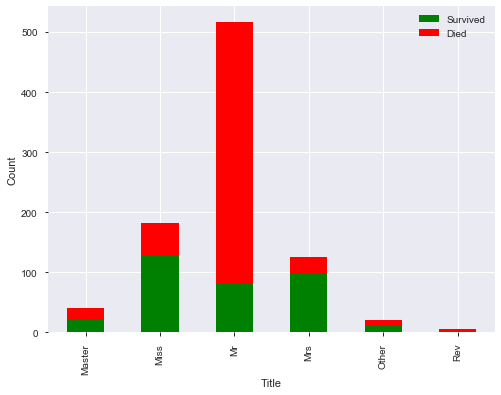 Survived
Died
500
400
300
200
100
0
Count
Master
Miss
Mr
Mrs
Other
Rev
Title